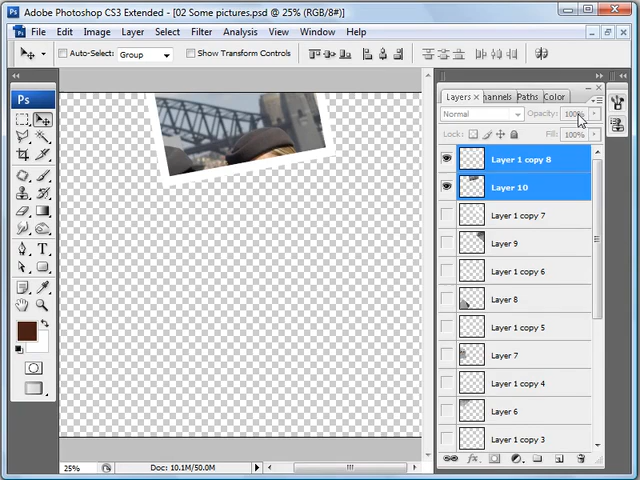 Ps Adobe Photoshop CS3 Extended - [02 Some pictures.psd @ 25% (RGB/8#)]
File Edit Image Layer Select Filter Analysis View Window Help
Auto-Select: Group Show Transform Controls
Ps
Layers Channels Paths Color
Normal Opacity: 100%
Lock: Fill: 100%
Layer 1 copy 8
Layer 10
Layer 1 copy 7
Layer 9
Layer 1 copy 6
Layer 8
Layer 1 copy 5
Layer 7
Layer 1 copy 4
Layer 6
Layer 1 copy 3
25% Doc: 10.1M/50.0M